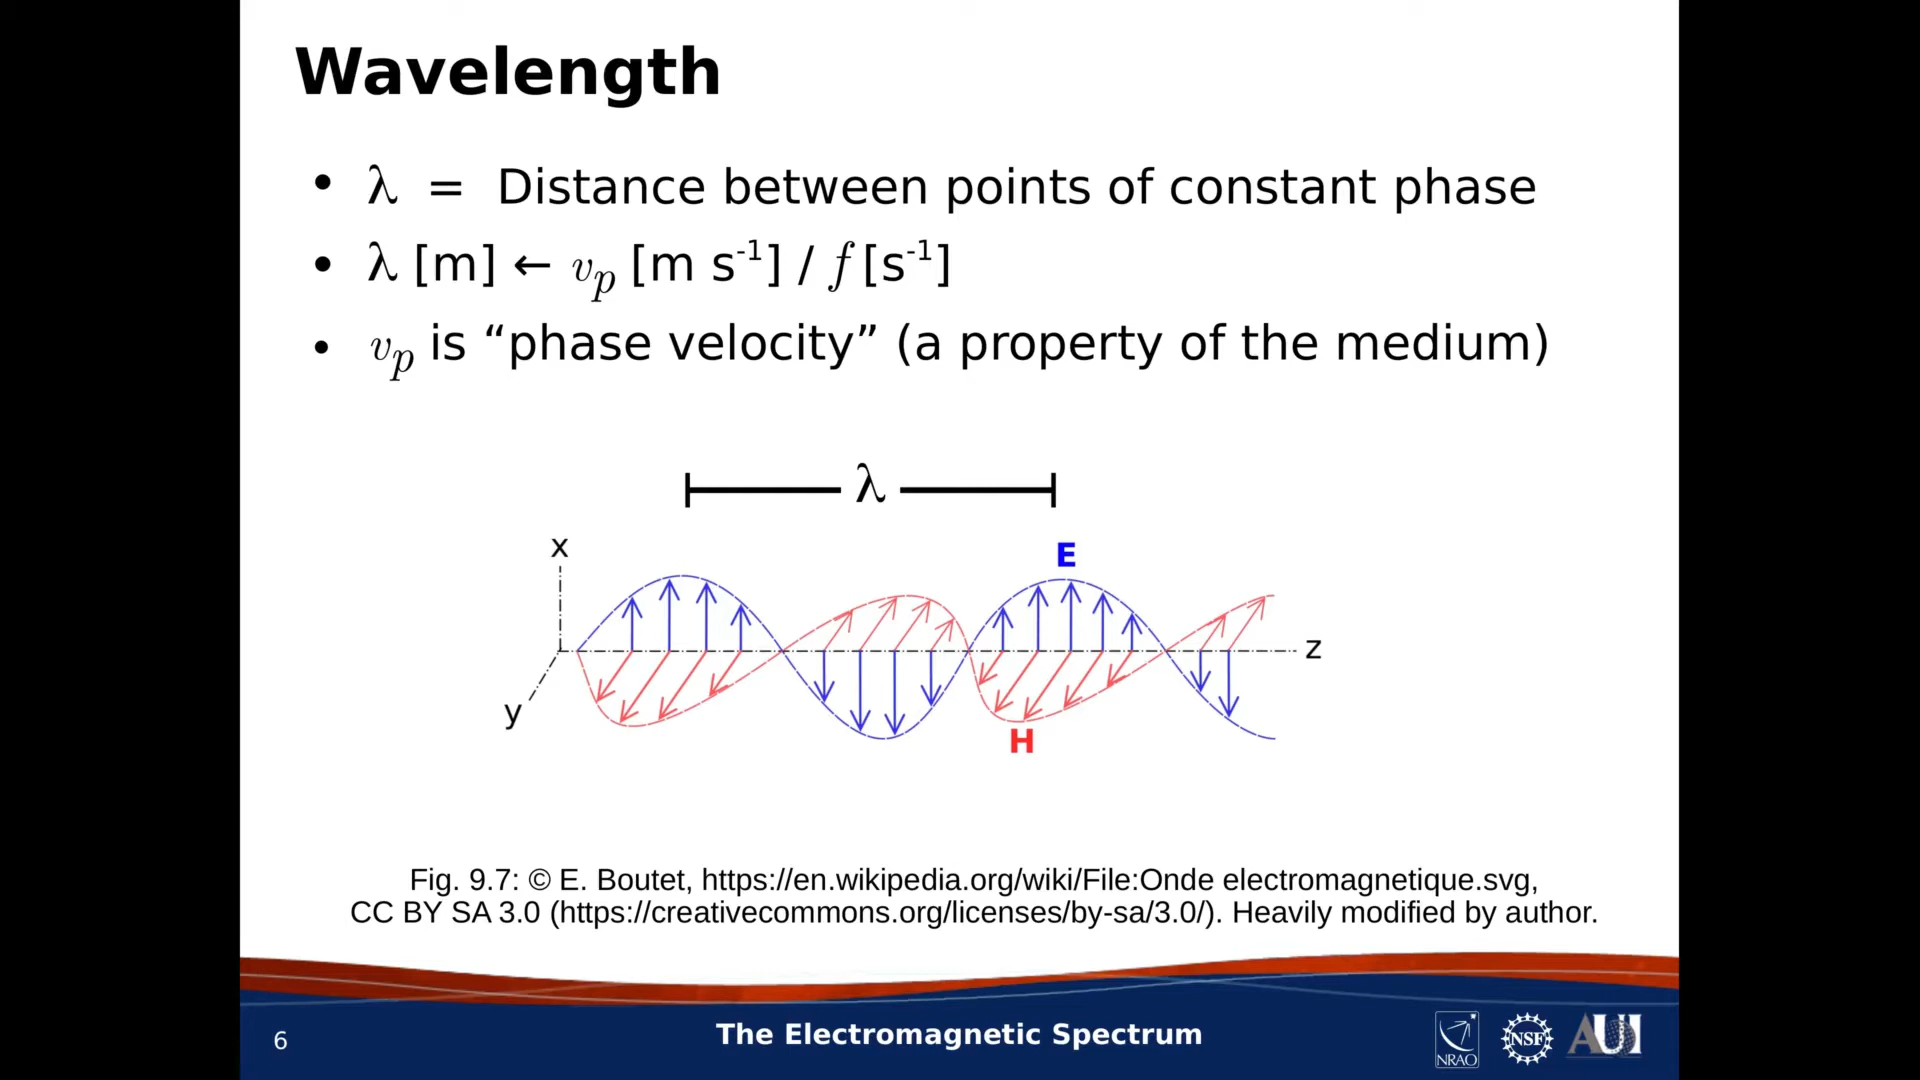 Wavelength
• λ = Distance between points of constant phase
• λ [m] ← vₚ [m s⁻¹] / f [s⁻¹]
• vₚ is “phase velocity” (a property of the medium)
λ
x
E
z
y
H
Fig. 9.7: © E. Boutet, https://en.wikipedia.org/wiki/File:Onde electromagnetique.svg,
CC BY SA 3.0 (https://creativecommons.org/licenses/by-sa/3.0/). Heavily modified by author.
6
The Electromagnetic Spectrum
NRAO
NSF
AUI